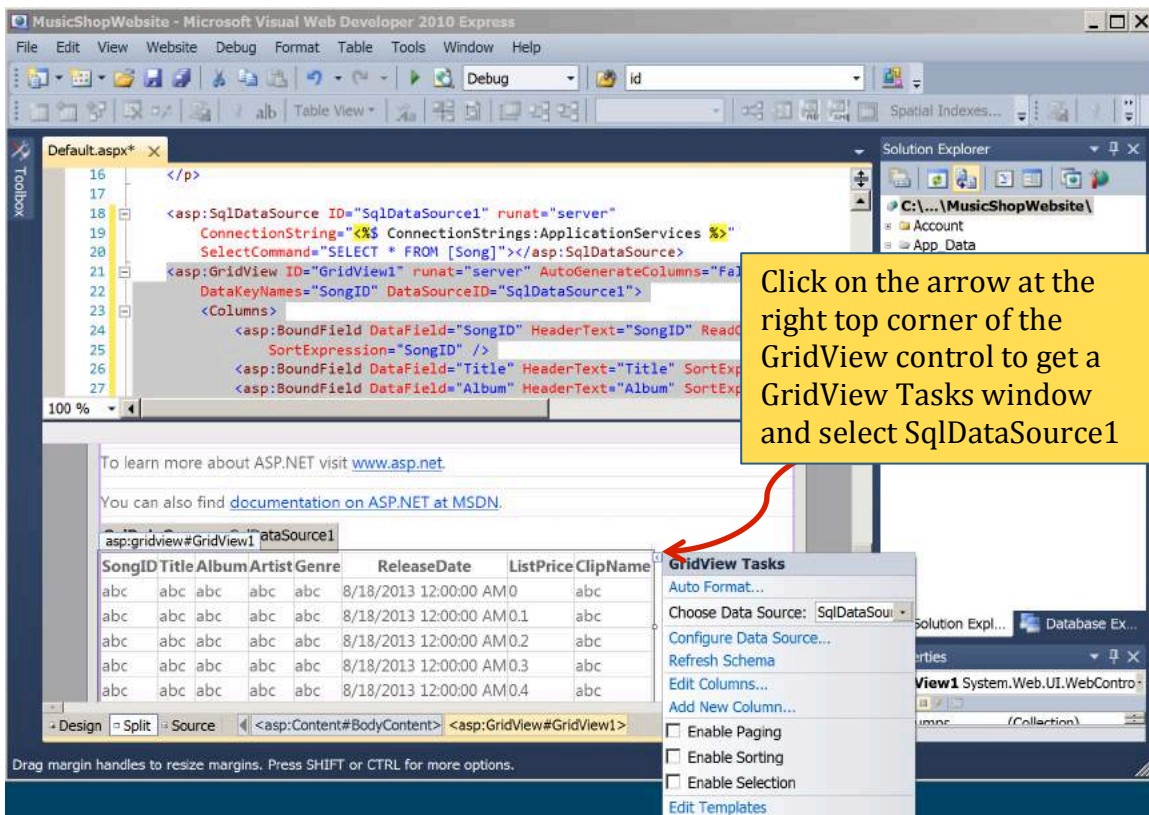 MusicShopWebsite - Microsoft Visual Web Developer 2010 Express
File Edit View Website Debug Format Table Tools Window Help
Debug id
Table View Spatial Indexes...
Toolbox
Default.aspx*
16 </p>
17
18 <asp:SqlDataSource ID="SqlDataSource1" runat="server"
19 ConnectionString="<%$ ConnectionStrings:ApplicationServices %>"
20 SelectCommand="SELECT * FROM [Song]"></asp:SqlDataSource>
21 <asp:GridView ID="GridView1" runat="server" AutoGenerateColumns="Fal
22 DataKeyNames="SongID" DataSourceID="SqlDataSource1">
23 <Columns>
24 <asp:BoundField DataField="SongID" HeaderText="SongID" ReadO
25 SortExpression="SongID" />
26 <asp:BoundField DataField="Title" HeaderText="Title" SortExp
27 <asp:BoundField DataField="Album" HeaderText="Album" SortExp
100 %
Solution Explorer
C:\...\MusicShopWebsite\
Account
App_Data
Click on the arrow at the
right top corner of the
GridView control to get a
GridView Tasks window
and select SqlDataSource1
To learn more about ASP.NET visit www.asp.net.
You can also find documentation on ASP.NET at MSDN.
DataSource1
asp:gridview#GridView1
SongID Title Album Artist Genre ReleaseDate ListPrice ClipName
abc abc abc abc abc 8/18/2013 12:00:00 AM 0 abc
abc abc abc abc abc 8/18/2013 12:00:00 AM 0.1 abc
abc abc abc abc abc 8/18/2013 12:00:00 AM 0.2 abc
abc abc abc abc abc 8/18/2013 12:00:00 AM 0.3 abc
abc abc abc abc abc 8/18/2013 12:00:00 AM 0.4 abc
GridView Tasks
Auto Format...
Choose Data Source: SqlDataSou
Configure Data Source...
Refresh Schema
Edit Columns...
Add New Column...
Enable Paging
Enable Sorting
Enable Selection
Edit Templates
Solution Expl... Database Ex...
erties
View1 System.Web.UI.WebContro
(Collection)
Design Split Source <asp:Content#BodyContent> <asp:GridView#GridView1>
Drag margin handles to resize margins. Press SHIFT or CTRL for more options.